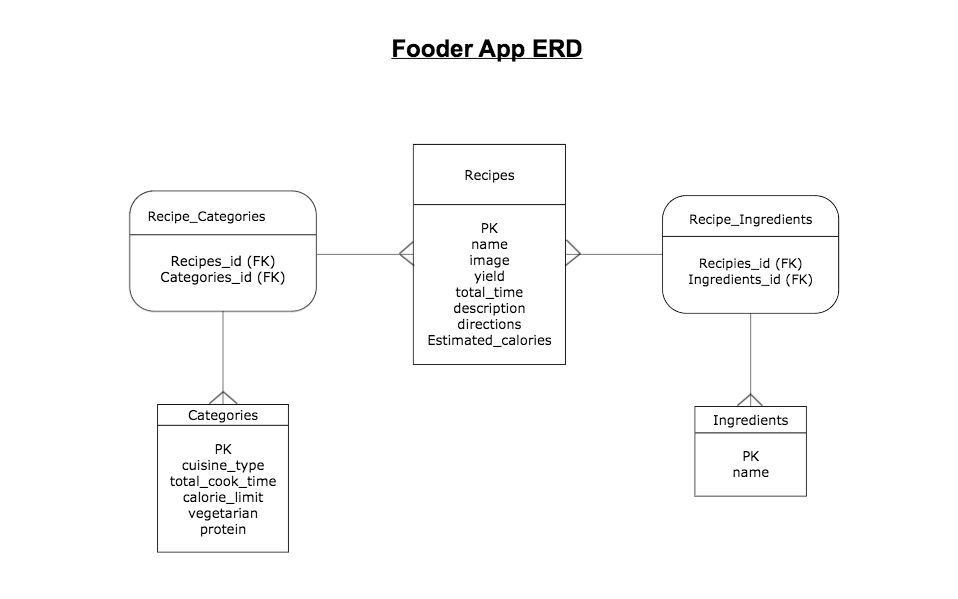 Fooder App ERD
Recipes
PK
name
image
yield
total_time
description
directions
Estimated_calories
Recipe_Categories
Recipes_id (FK)
Categories_id (FK)
Recipe_Ingredients
Recipies_id (FK)
Ingredients_id (FK)
Categories
PK
cuisine_type
total_cook_time
calorie_limit
vegetarian
protein
Ingredients
PK
name